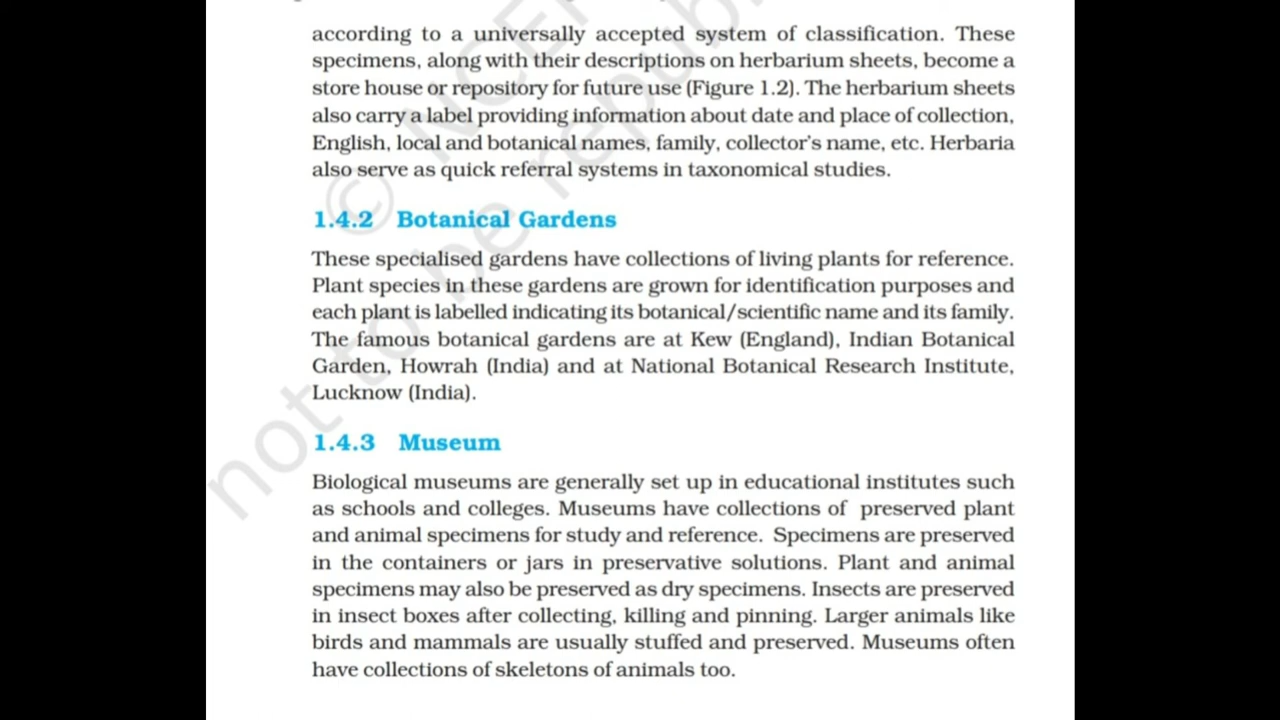 according to a universally accepted system of classification. These
specimens, along with their descriptions on herbarium sheets, become a
store house or repository for future use (Figure 1.2). The herbarium sheets
also carry a label providing information about date and place of collection,
English, local and botanical names, family, collector's name, etc. Herbaria
also serve as quick referral systems in taxonomical studies.
1.4.2 Botanical Gardens
These specialised gardens have collections of living plants for reference.
Plant species in these gardens are grown for identification purposes and
each plant is labelled indicating its botanical/scientific name and its family.
The famous botanical gardens are at Kew (England), Indian Botanical
Garden, Howrah (India) and at National Botanical Research Institute,
Lucknow (India).
1.4.3 Museum
Biological museums are generally set up in educational institutes such
as schools and colleges. Museums have collections of preserved plant
and animal specimens for study and reference. Specimens are preserved
in the containers or jars in preservative solutions. Plant and animal
specimens may also be preserved as dry specimens. Insects are preserved
in insect boxes after collecting, killing and pinning. Larger animals like
birds and mammals are usually stuffed and preserved. Museums often
have collections of skeletons of animals too.
not to be
©